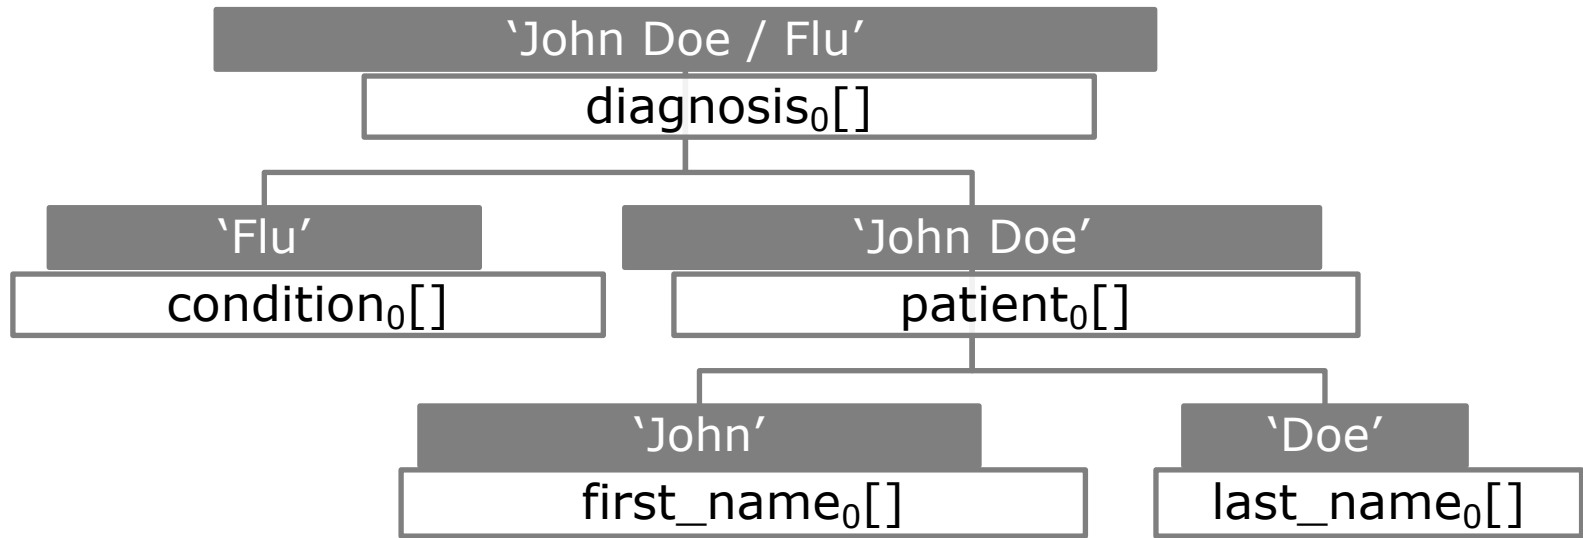 ‘John Doe / Flu’
diagnosis₀[]
‘Flu’
‘John Doe’
condition₀[]
patient₀[]
‘John’
‘Doe’
first_name₀[]
last_name₀[]